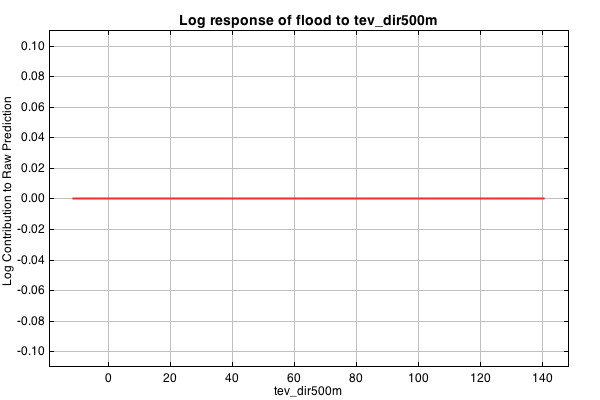 Log response of flood to tev_dir500m
Log Contribution to Raw Prediction
0.10
0.08
0.06
0.04
0.02
0.00
-0.02
-0.04
-0.06
-0.08
-0.10
0 20 40 60 80 100 120 140
tev_dir500m